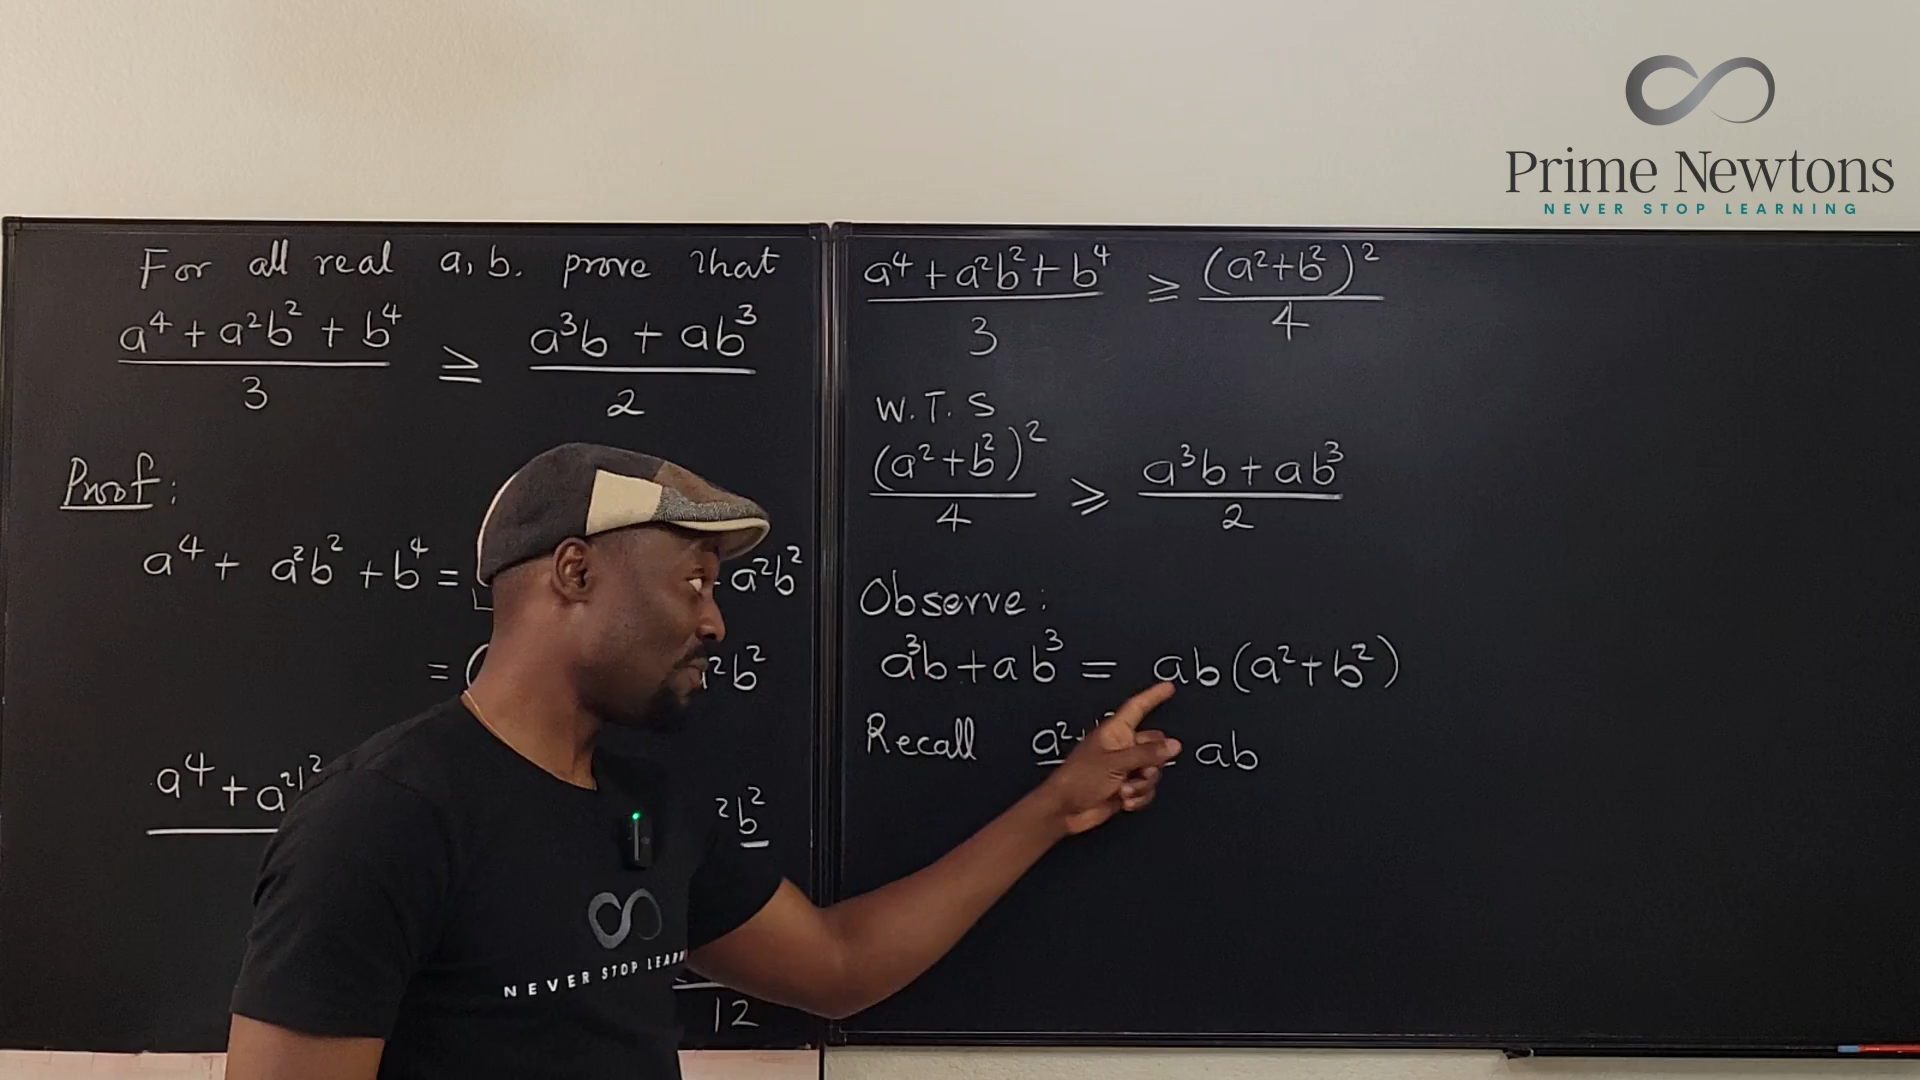 Prime Newtons
NEVER STOP LEARNING
For all real a, b. prove that
a⁴ + a²b² + b⁴ / 3 ≥ a³b + ab³ / 2
Proof:
a⁴ + a²b² + b⁴ = a²b²
= ²b²
a⁴ + a² ²b²
12
a⁴ + a²b² + b⁴ / 3 ≥ (a² + b²)² / 4
W.T.S
(a² + b²)² / 4 ≥ a³b + ab³ / 2
Observe:
a³b + ab³ = ab(a² + b²)
Recall a² ab
NEVER STOP